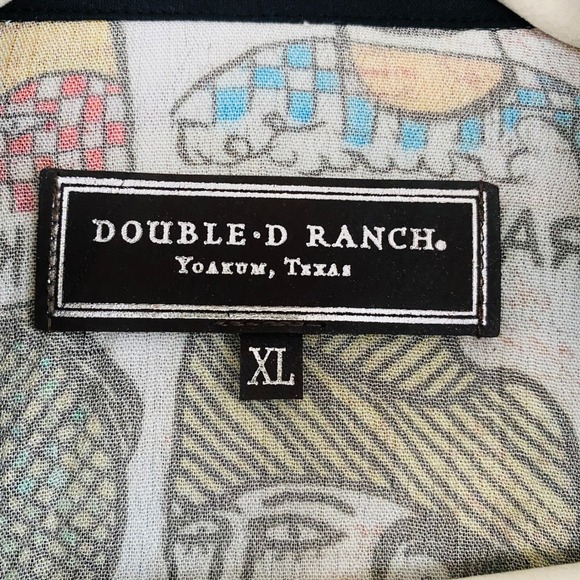 DOUBLE·D RANCH®
YOAKUM, TEXAS
XL